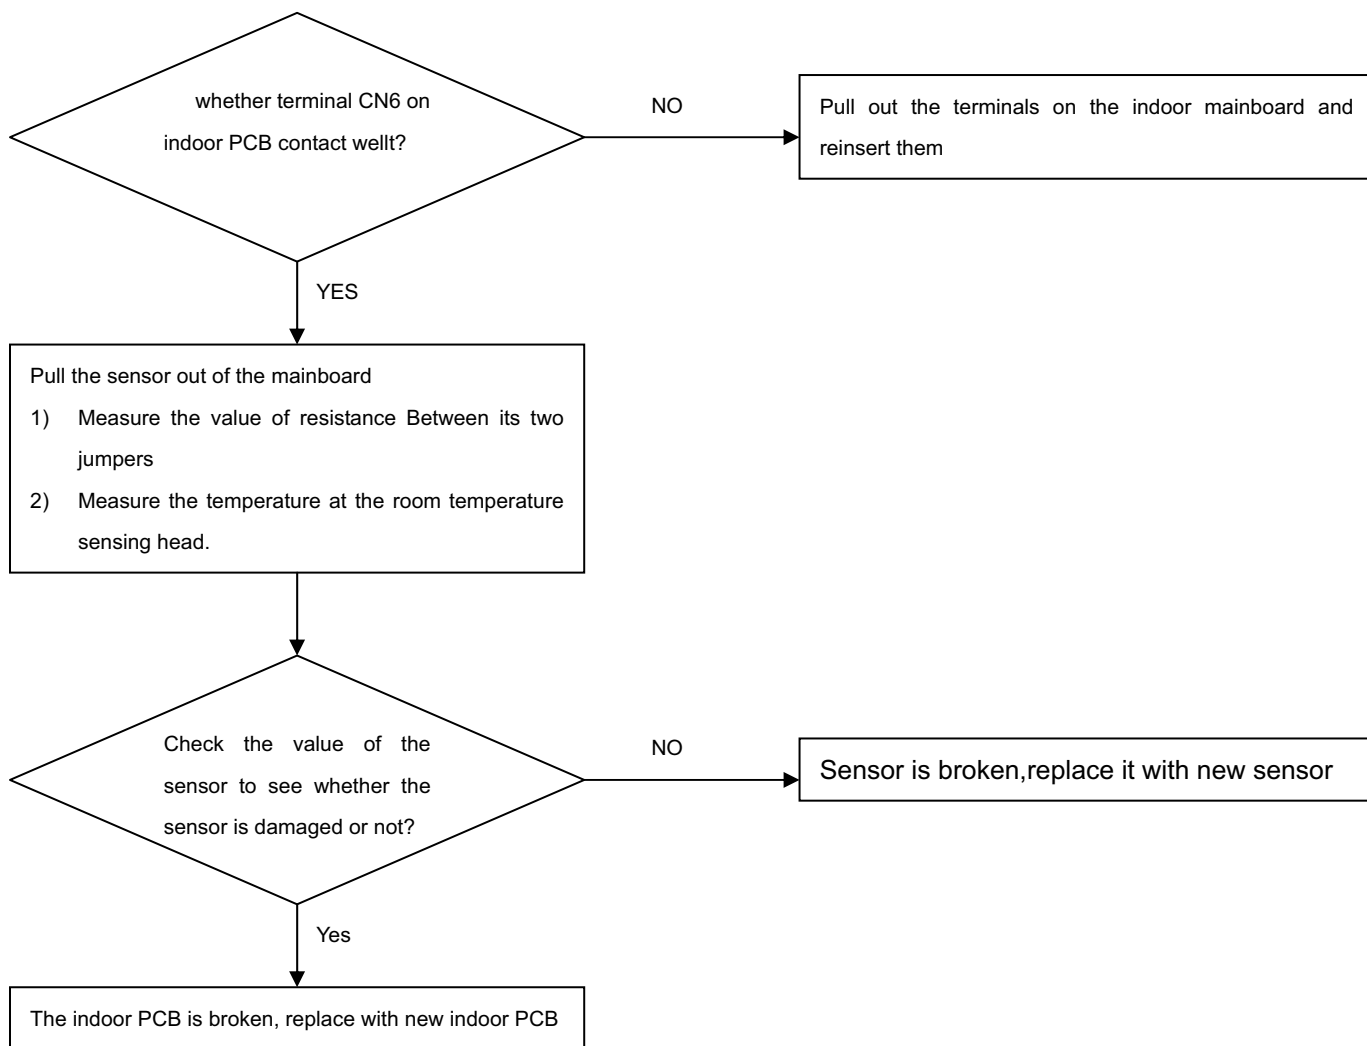 whether terminal CN6 on
indoor PCB contact wellt?
NO
Pull out the terminals on the indoor mainboard and
reinsert them
YES
Pull the sensor out of the mainboard
1) Measure the value of resistance Between its two
jumpers
2) Measure the temperature at the room temperature
sensing head.
Check the value of the
sensor to see whether the
sensor is damaged or not?
NO
Sensor is broken,replace it with new sensor
Yes
The indoor PCB is broken, replace with new indoor PCB